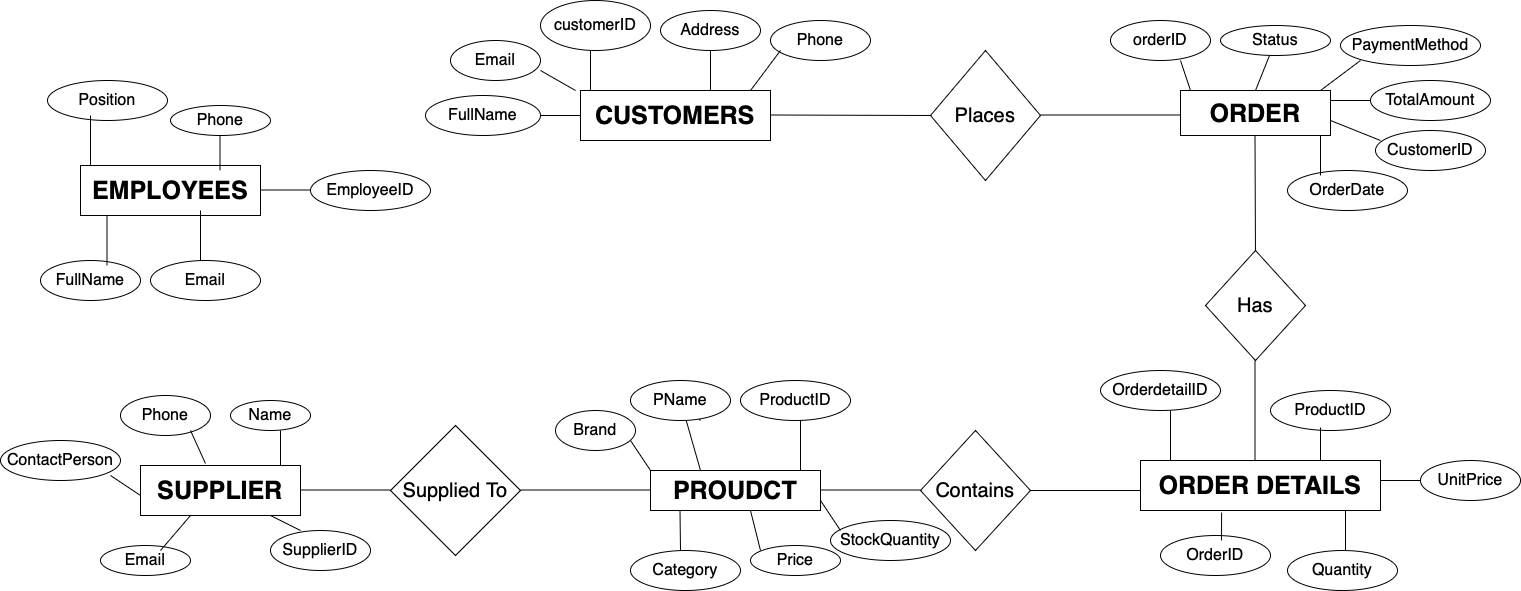 customerID
Address
Phone
Email
FullName
CUSTOMERS
Places
orderID
Status
PaymentMethod
TotalAmount
CustomerID
OrderDate
ORDER
Position
Phone
EMPLOYEES
EmployeeID
FullName
Email
Has
Phone
Name
ContactPerson
SUPPLIER
Email
SupplierID
Supplied To
PName
ProductID
Brand
PROUDCT
StockQuantity
Category
Price
Contains
OrderdetailID
ProductID
ORDER DETAILS
UnitPrice
OrderID
Quantity